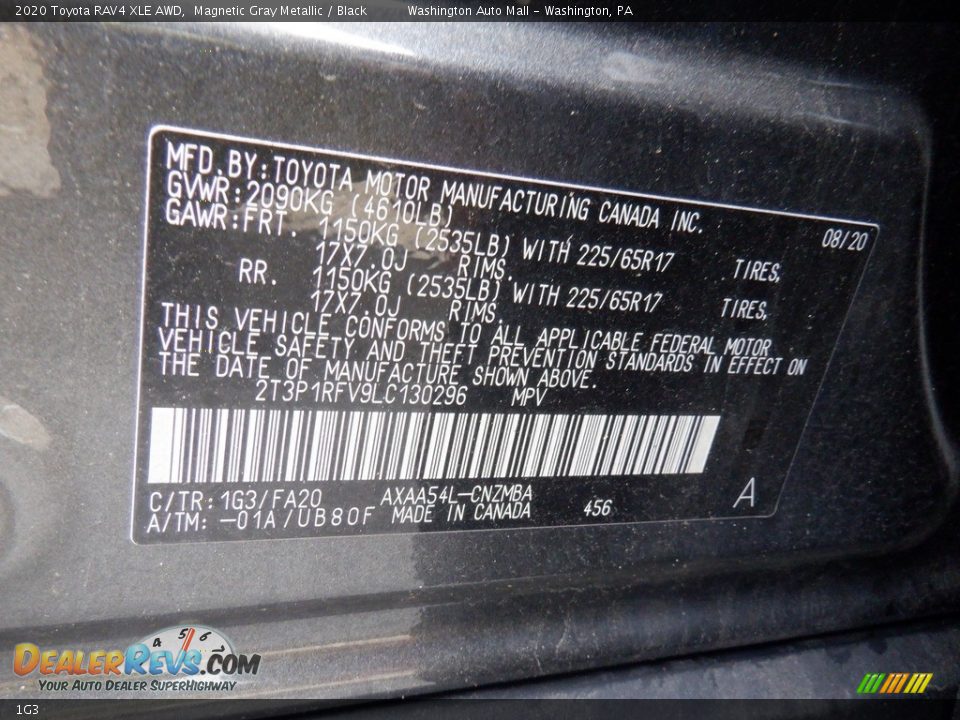 2020 Toyota RAV4 XLE AWD,  Magnetic Gray Metallic / Black        Washington Auto Mall - Washington, PA
MFD.BY:TOYOTA MOTOR MANUFACTURING CANADA INC. 08/20
GVWR:2090KG (4610LB)
GAWR:FRT. 1150KG (2535LB) WITH 225/65R17 TIRES,
17X7.0J RIMS.
RR. 1150KG (2535LB) WITH 225/65R17 TIRES,
17X7.0J RIMS.
THIS VEHICLE CONFORMS TO ALL APPLICABLE FEDERAL MOTOR
VEHICLE SAFETY AND THEFT PREVENTION STANDARDS IN EFFECT ON
THE DATE OF MANUFACTURE SHOWN ABOVE.
2T3P1RFV9LC130296 MPV
C/TR:1G3/FA20 AXAA54L-CNZMBA
A/TM: -01A/UB80F MADE IN CANADA 456 A
4 5 6
DEALERREVS.COM
YOUR AUTO DEALER SUPERHIGHWAY
1G3